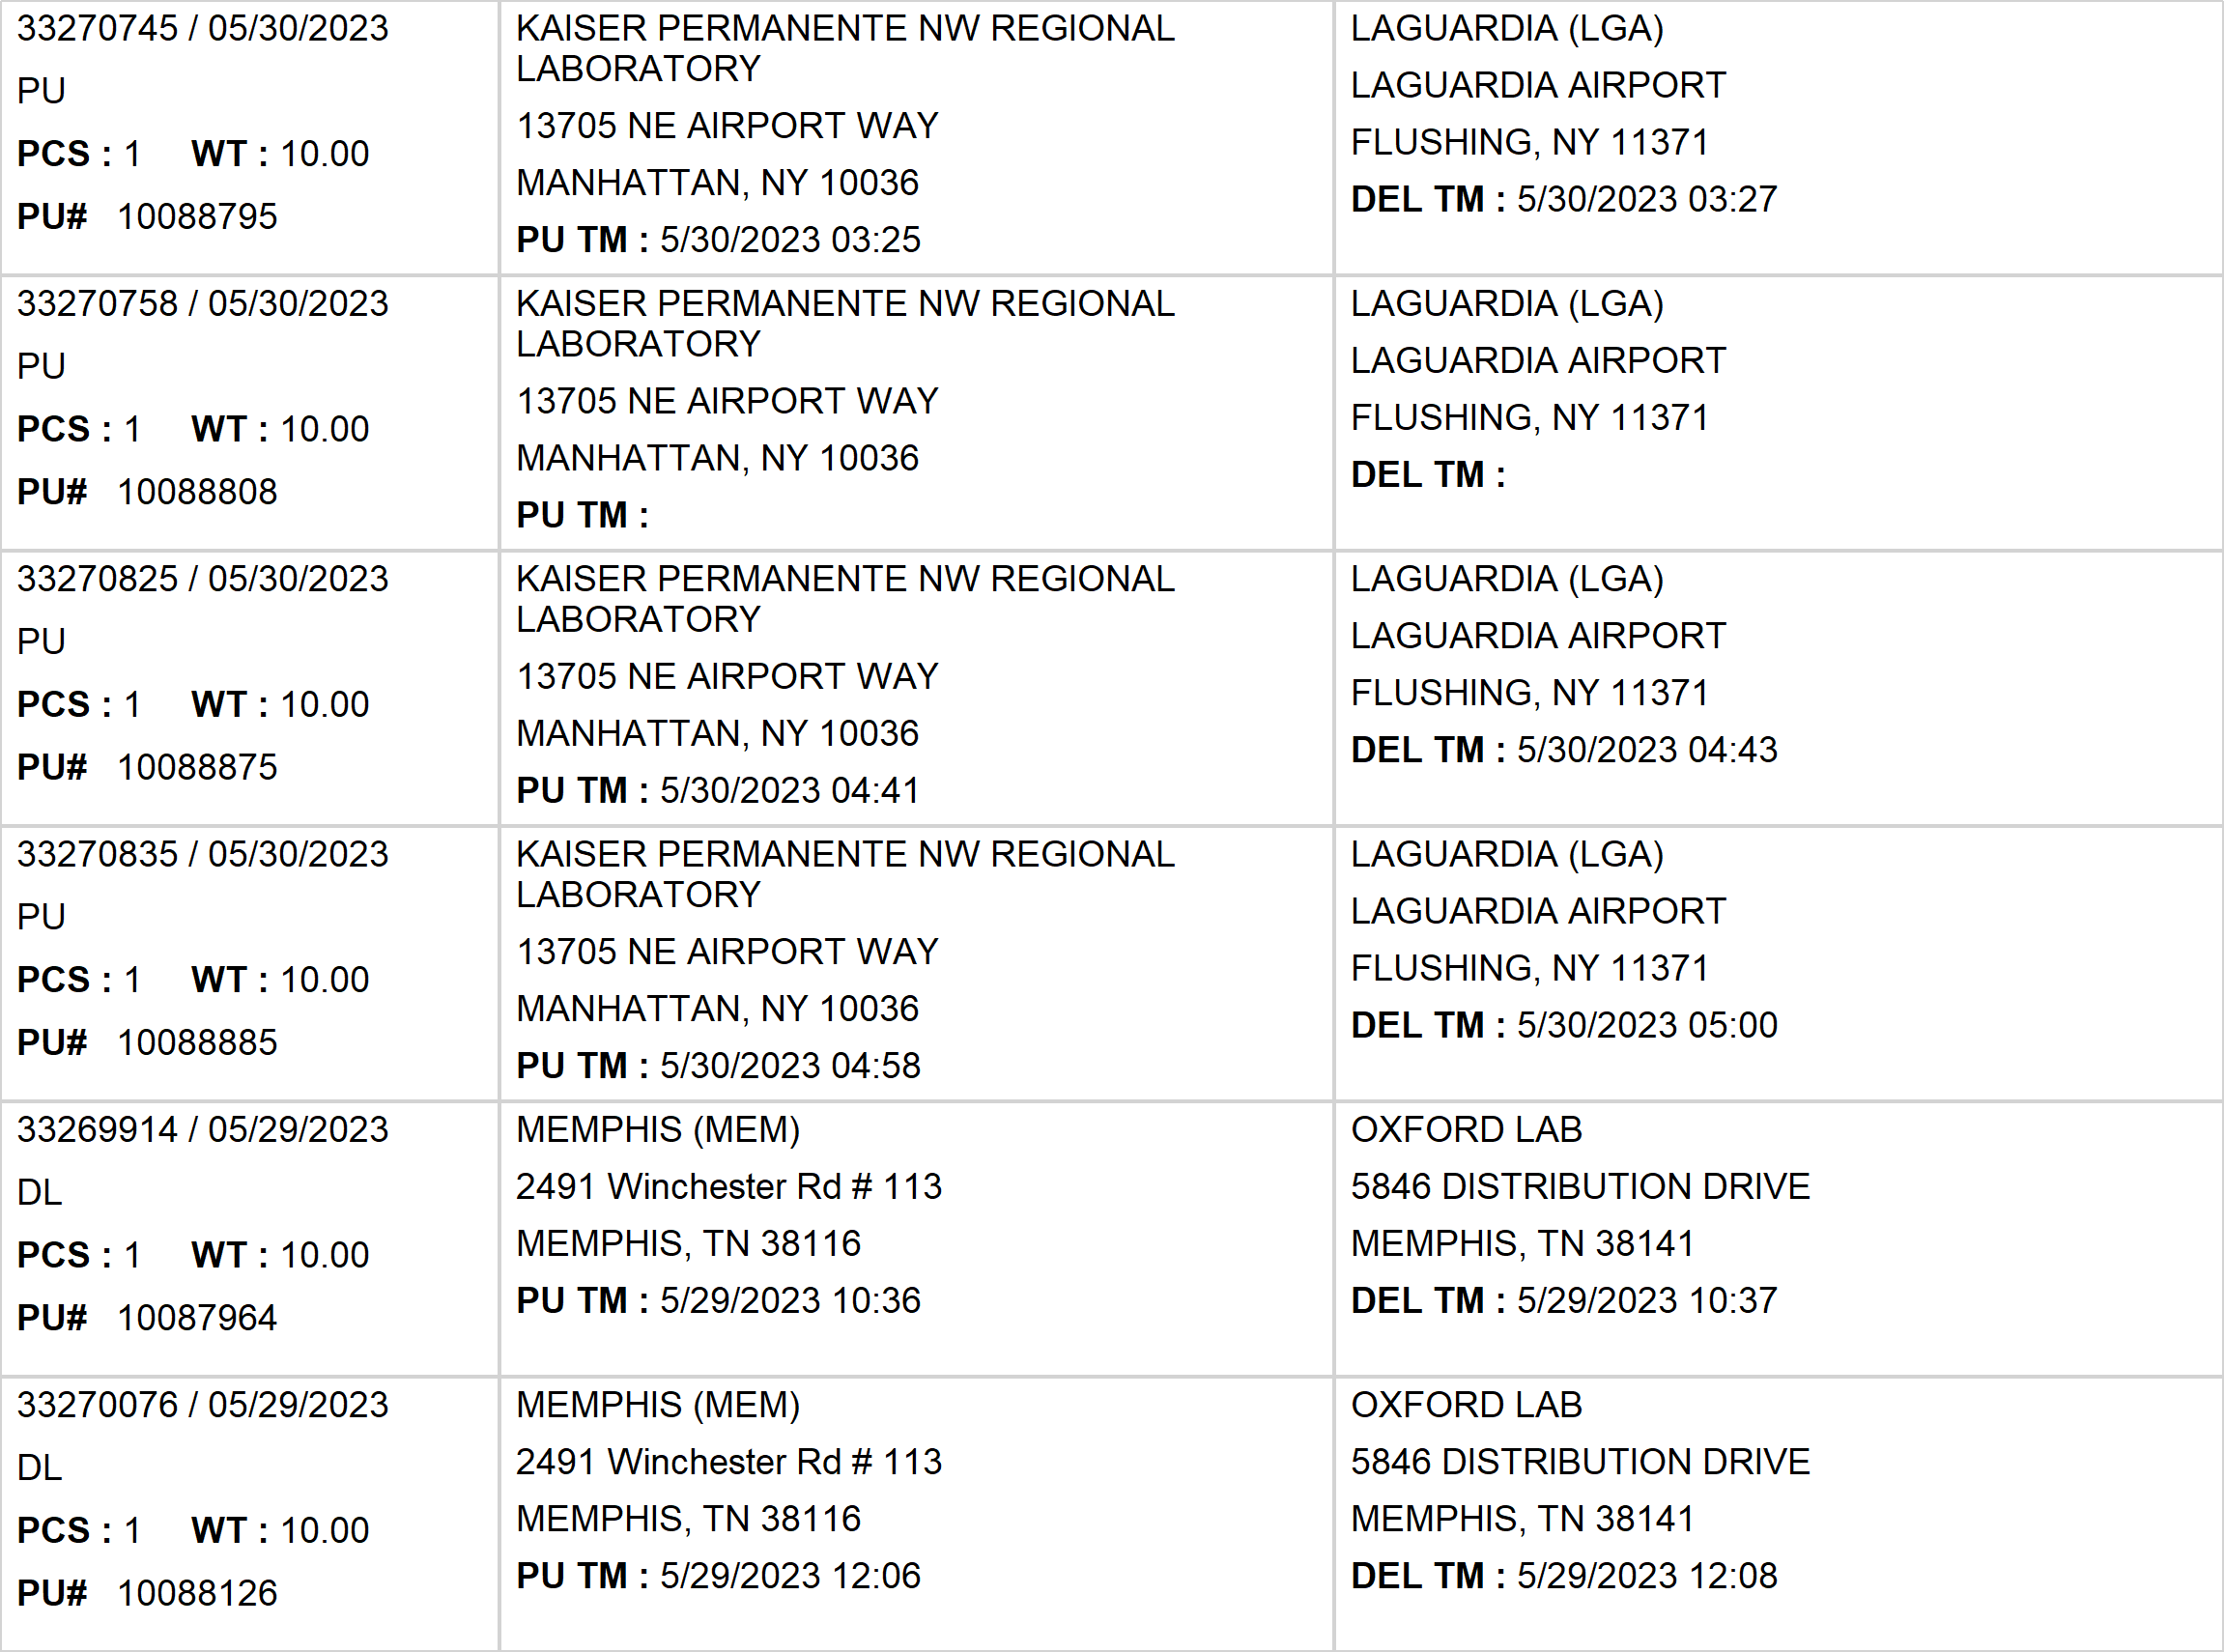 33270745 / 05/30/2023
PU
PCS : 1 WT : 10.00
PU# 10088795
KAISER PERMANENTE NW REGIONAL
LABORATORY
13705 NE AIRPORT WAY
MANHATTAN, NY 10036
PU TM : 5/30/2023 03:25
LAGUARDIA (LGA)
LAGUARDIA AIRPORT
FLUSHING, NY 11371
DEL TM : 5/30/2023 03:27
33270758 / 05/30/2023
PU
PCS : 1 WT : 10.00
PU# 10088808
KAISER PERMANENTE NW REGIONAL
LABORATORY
13705 NE AIRPORT WAY
MANHATTAN, NY 10036
PU TM :
LAGUARDIA (LGA)
LAGUARDIA AIRPORT
FLUSHING, NY 11371
DEL TM :
33270825 / 05/30/2023
PU
PCS : 1 WT : 10.00
PU# 10088875
KAISER PERMANENTE NW REGIONAL
LABORATORY
13705 NE AIRPORT WAY
MANHATTAN, NY 10036
PU TM : 5/30/2023 04:41
LAGUARDIA (LGA)
LAGUARDIA AIRPORT
FLUSHING, NY 11371
DEL TM : 5/30/2023 04:43
33270835 / 05/30/2023
PU
PCS : 1 WT : 10.00
PU# 10088885
KAISER PERMANENTE NW REGIONAL
LABORATORY
13705 NE AIRPORT WAY
MANHATTAN, NY 10036
PU TM : 5/30/2023 04:58
LAGUARDIA (LGA)
LAGUARDIA AIRPORT
FLUSHING, NY 11371
DEL TM : 5/30/2023 05:00
33269914 / 05/29/2023
DL
PCS : 1 WT : 10.00
PU# 10087964
MEMPHIS (MEM)
2491 Winchester Rd # 113
MEMPHIS, TN 38116
PU TM : 5/29/2023 10:36
OXFORD LAB
5846 DISTRIBUTION DRIVE
MEMPHIS, TN 38141
DEL TM : 5/29/2023 10:37
33270076 / 05/29/2023
DL
PCS : 1 WT : 10.00
PU# 10088126
MEMPHIS (MEM)
2491 Winchester Rd # 113
MEMPHIS, TN 38116
PU TM : 5/29/2023 12:06
OXFORD LAB
5846 DISTRIBUTION DRIVE
MEMPHIS, TN 38141
DEL TM : 5/29/2023 12:08